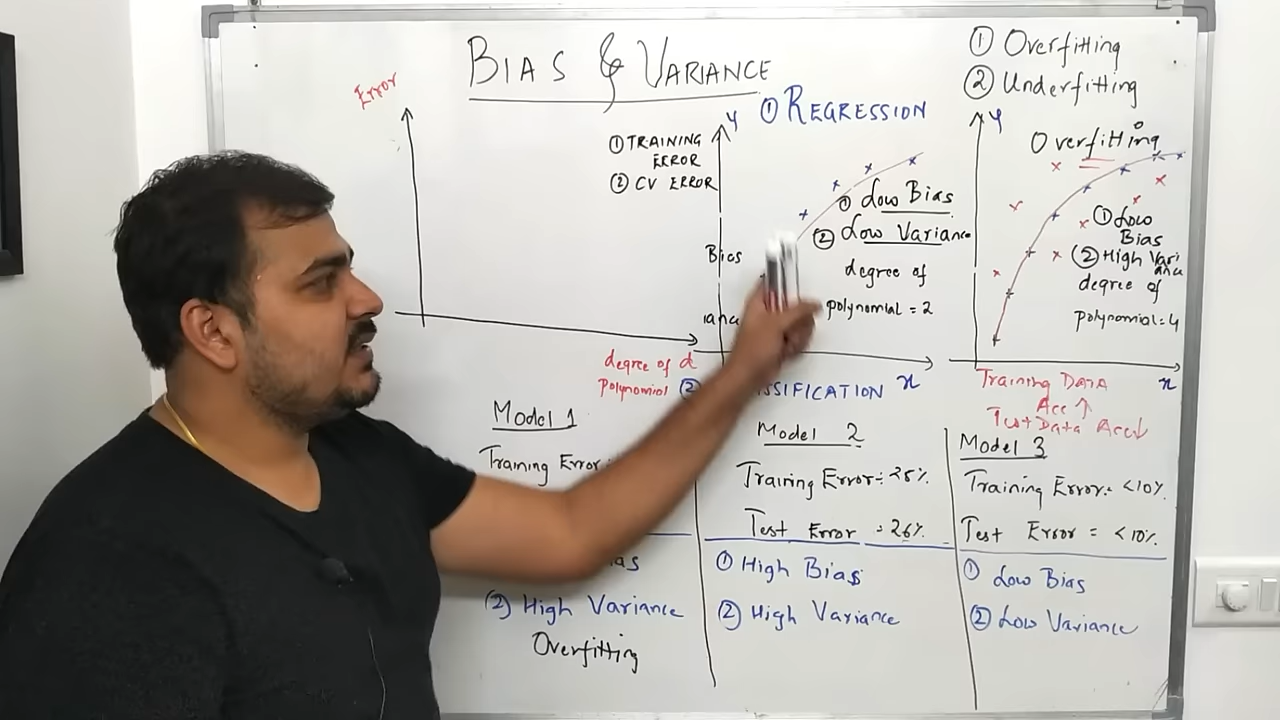 BIAS & VARIANCE
① Overfitting
② Underfitting
Error
① TRAINING
ERROR
② CV ERROR
degree of d
polynomial
① REGRESSION
y
① Low Bias
② Low Variance
degree of
polynomial = 2
x
Bias
y
Overfitting
① Low
Bias
② High Vari
ance
degree of
polynomial=4
x
Training DATA
Acc ↑
Test Data Acc↓
②
SSIFICATION
Model 1
Training Error:
② High Variance
Overfitting
Model 2
Training Error ÷ 25%
Test Error = 26%
① High Bias
② High Variance
Model 3
Training Error = <10%.
Test Error = <10%.
① Low Bias
② Low Variance